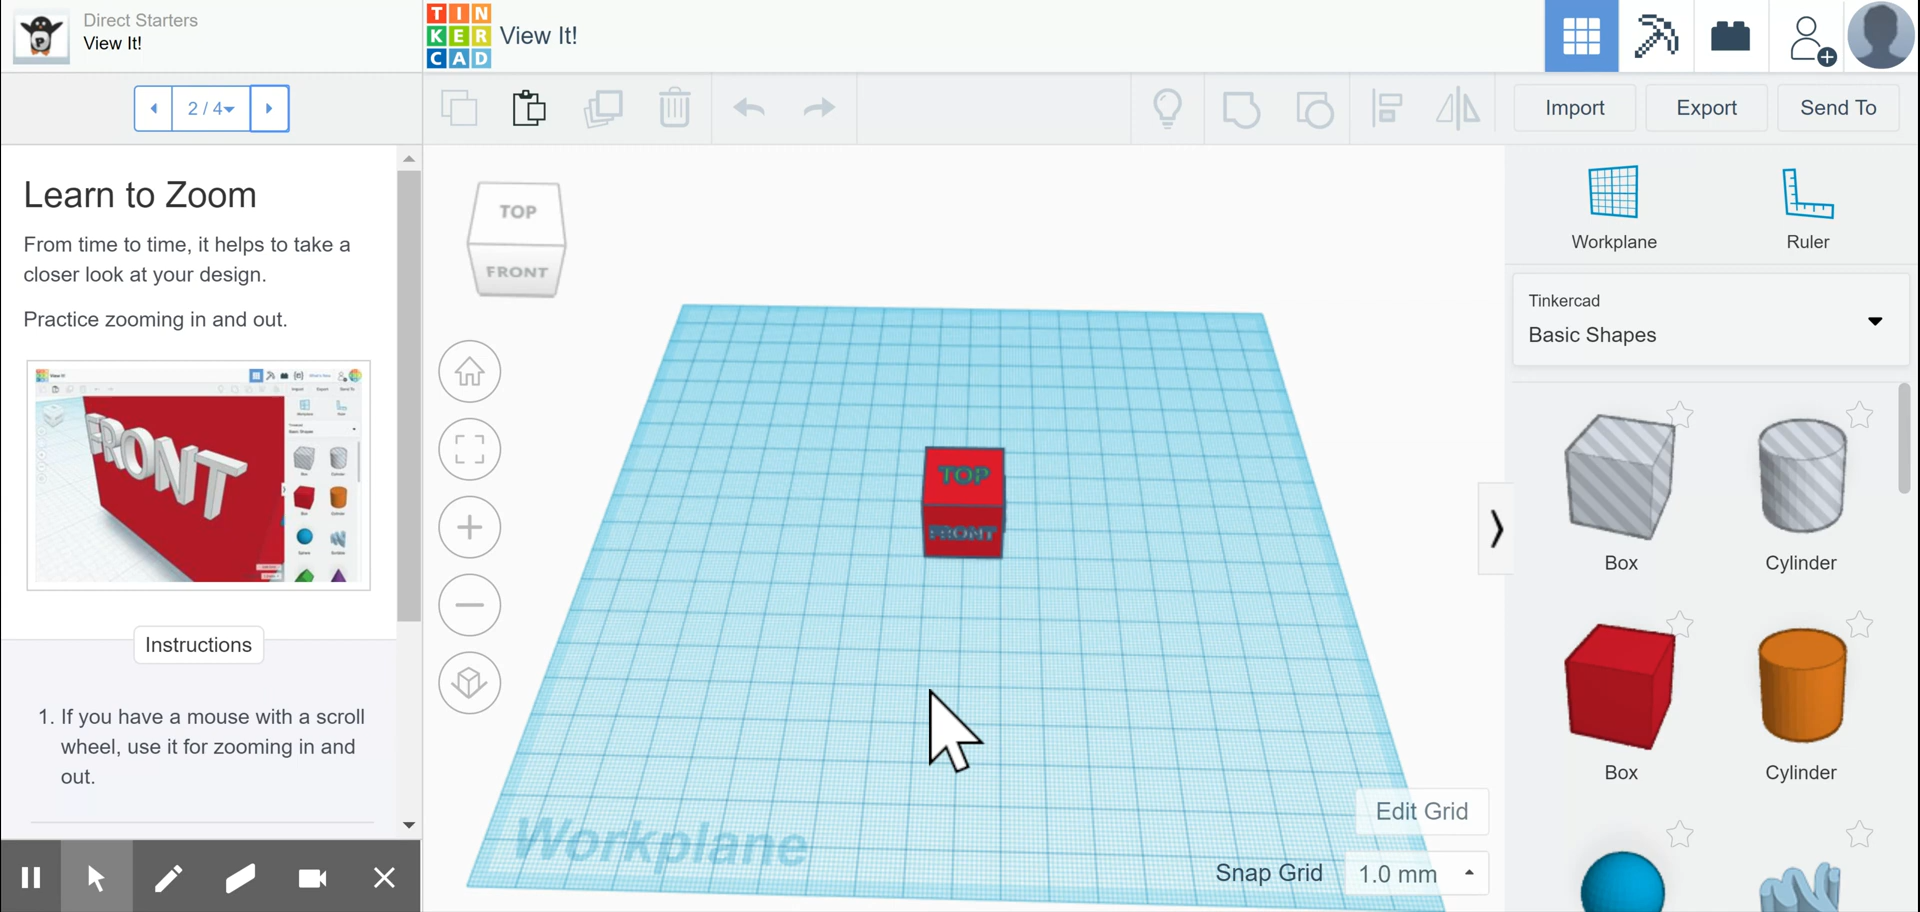 Direct Starters
View It!
TIN
KER
CAD
View It!
2 / 4
Import
Export
Send To
Learn to Zoom
From time to time, it helps to take a
closer look at your design.
Practice zooming in and out.
FRONT
Instructions
1. If you have a mouse with a scroll
wheel, use it for zooming in and
out.
TOP
FRONT
TOP
FRONT
Workplane
Edit Grid
Snap Grid
1.0 mm
Workplane
Ruler
Tinkercad
Basic Shapes
Box
Cylinder
Box
Cylinder